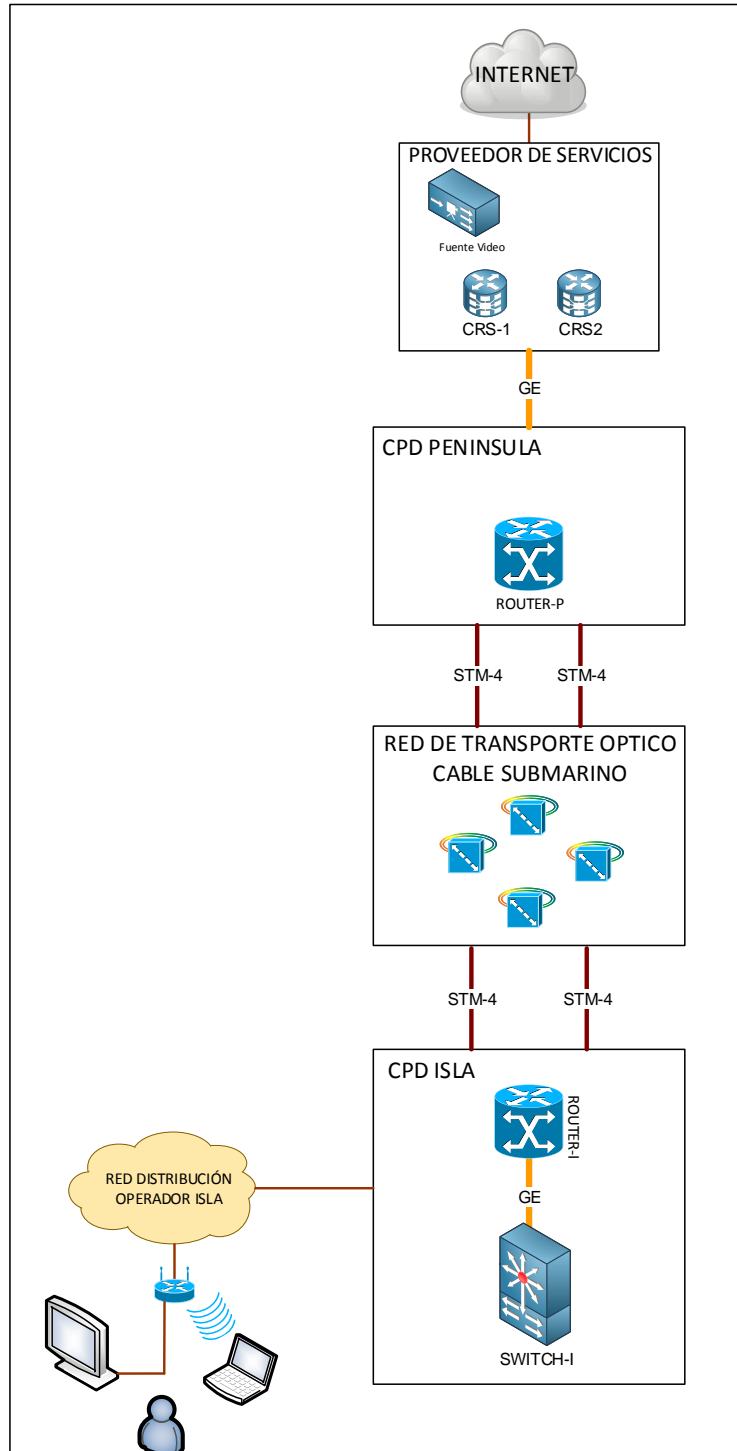 INTERNET
PROVEEDOR DE SERVICIOS
Fuente Video
CRS-1
CRS2
GE
CPD PENINSULA
ROUTER-P
STM-4
STM-4
RED DE TRANSPORTE OPTICO
CABLE SUBMARINO
STM-4
STM-4
CPD ISLA
ROUTER-I
RED DISTRIBUCIÓN
OPERADOR ISLA
GE
SWITCH-I